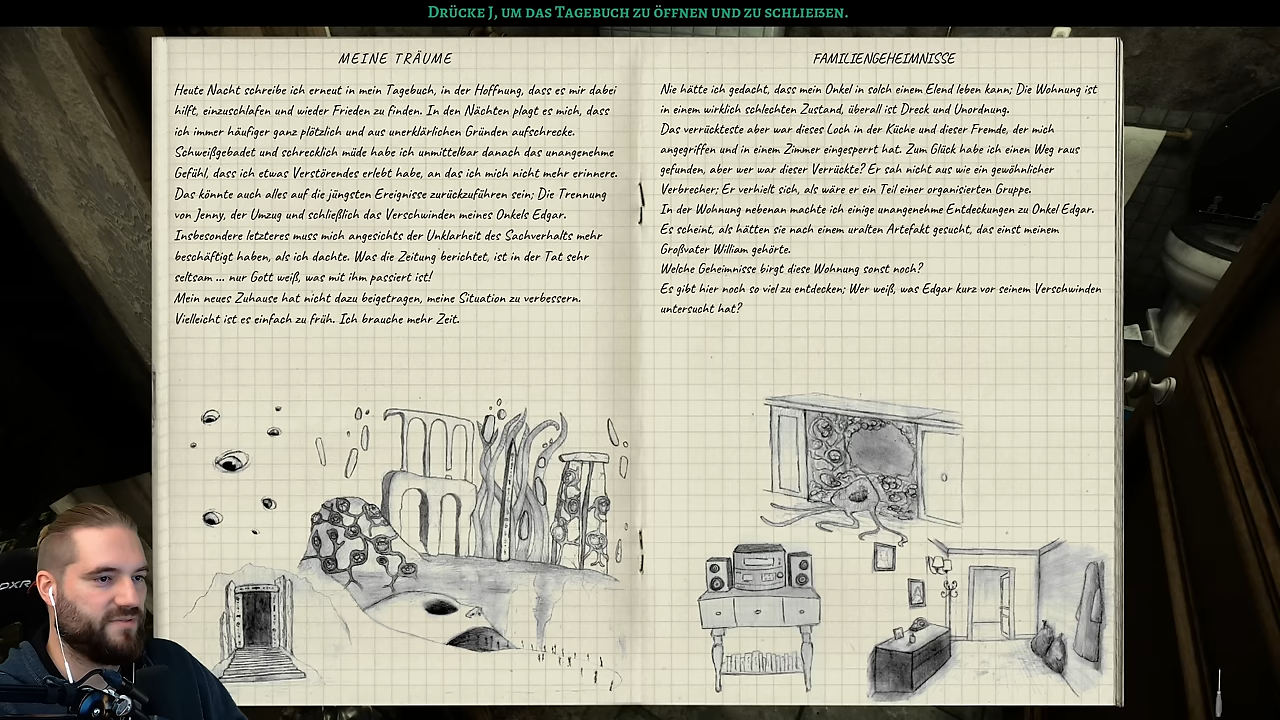 Drücke J, um das Tagebuch zu öffnen und zu schließen.
MEINE TRÄUME
Heute Nacht schreibe ich erneut in mein Tagebuch, in der Hoffnung, dass es mir dabei
hilft, einzuschlafen und wieder Frieden zu finden. In den Nächten plagt es mich, dass
ich immer häufiger ganz plötzlich und aus unerklärlichen Gründen aufschrecke.
Schweißgebadet und schrecklich müde habe ich unmittelbar danach das unangenehme
Gefühl, dass ich etwas Verstörendes erlebt habe, an das ich mich nicht mehr erinnere.
Das könnte auch alles auf die jüngsten Ereignisse zurückzuführen sein; Die Trennung
von Jenny, der Umzug und schließlich das Verschwinden meines Onkels Edgar.
Insbesondere letzteres muss mich angesichts der Unklarheit des Sachverhalts mehr
beschäftigt haben, als ich dachte. Was die Zeitung berichtet, ist in der Tat sehr
seltsam ... nur Gott weiß, was mit ihm passiert ist!
Mein neues Zuhause hat nicht dazu beigetragen, meine Situation zu verbessern.
Vielleicht ist es einfach zu früh. Ich brauche mehr Zeit.
FAMILIENGEHEIMNISSE
Nie hätte ich gedacht, dass mein Onkel in solch einem Elend leben kann; Die Wohnung ist
in einem wirklich schlechten Zustand, überall ist Dreck und Unordnung.
Das verrückteste aber war dieses Loch in der Küche und dieser Fremde, der mich
angegriffen und in einem Zimmer eingesperrt hat. Zum Glück habe ich einen Weg raus
gefunden, aber wer war dieser Verrückte? Er sah nicht aus wie ein gewöhnlicher
Verbrecher; Er verhielt sich, als wäre er ein Teil einer organisierten Gruppe.
In der Wohnung nebenan machte ich einige unangenehme Entdeckungen zu Onkel Edgar.
Es scheint, als hätten sie nach einem uralten Artefakt gesucht, das einst meinem
Großvater William gehörte.
Welche Geheimnisse birgt diese Wohnung sonst noch?
Es gibt hier noch so viel zu entdecken; Wer weiß, was Edgar kurz vor seinem Verschwinden
untersucht hat?